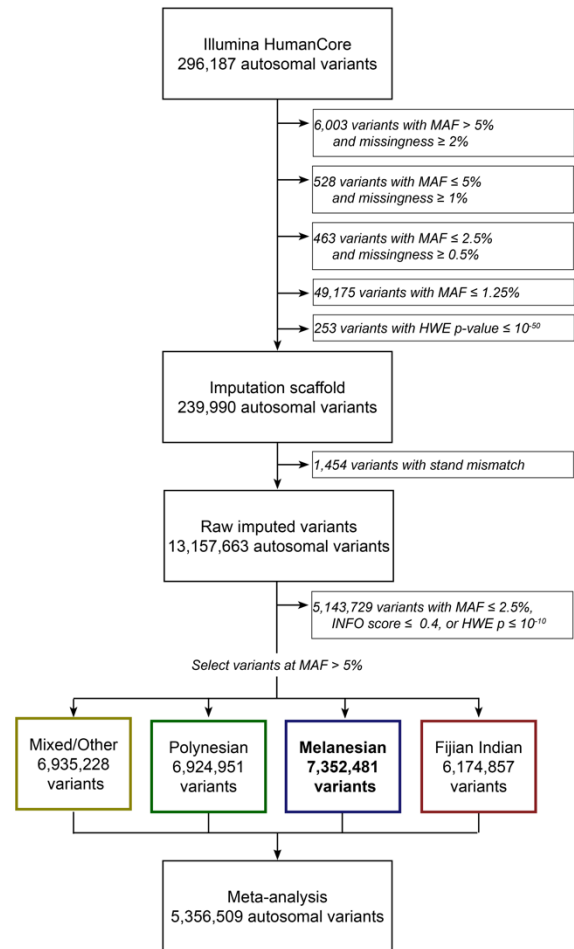 Illumina HumanCore
296,187 autosomal variants
6,003 variants with MAF > 5%
and missingness ≥ 2%
528 variants with MAF ≤ 5%
and missingness ≥ 1%
463 variants with MAF ≤ 2.5%
and missingness ≥ 0.5%
49,175 variants with MAF ≤ 1.25%
253 variants with HWE p-value ≤ 10⁻⁵⁰
Imputation scaffold
239,990 autosomal variants
1,454 variants with stand mismatch
Raw imputed variants
13,157,663 autosomal variants
5,143,729 variants with MAF ≤ 2.5%,
INFO score ≤ 0.4, or HWE p ≤ 10⁻¹⁰
Select variants at MAF > 5%
Mixed/Other
6,935,228
variants
Polynesian
6,924,951
variants
Melanesian
7,352,481
variants
Fijian Indian
6,174,857
variants
Meta-analysis
5,356,509 autosomal variants